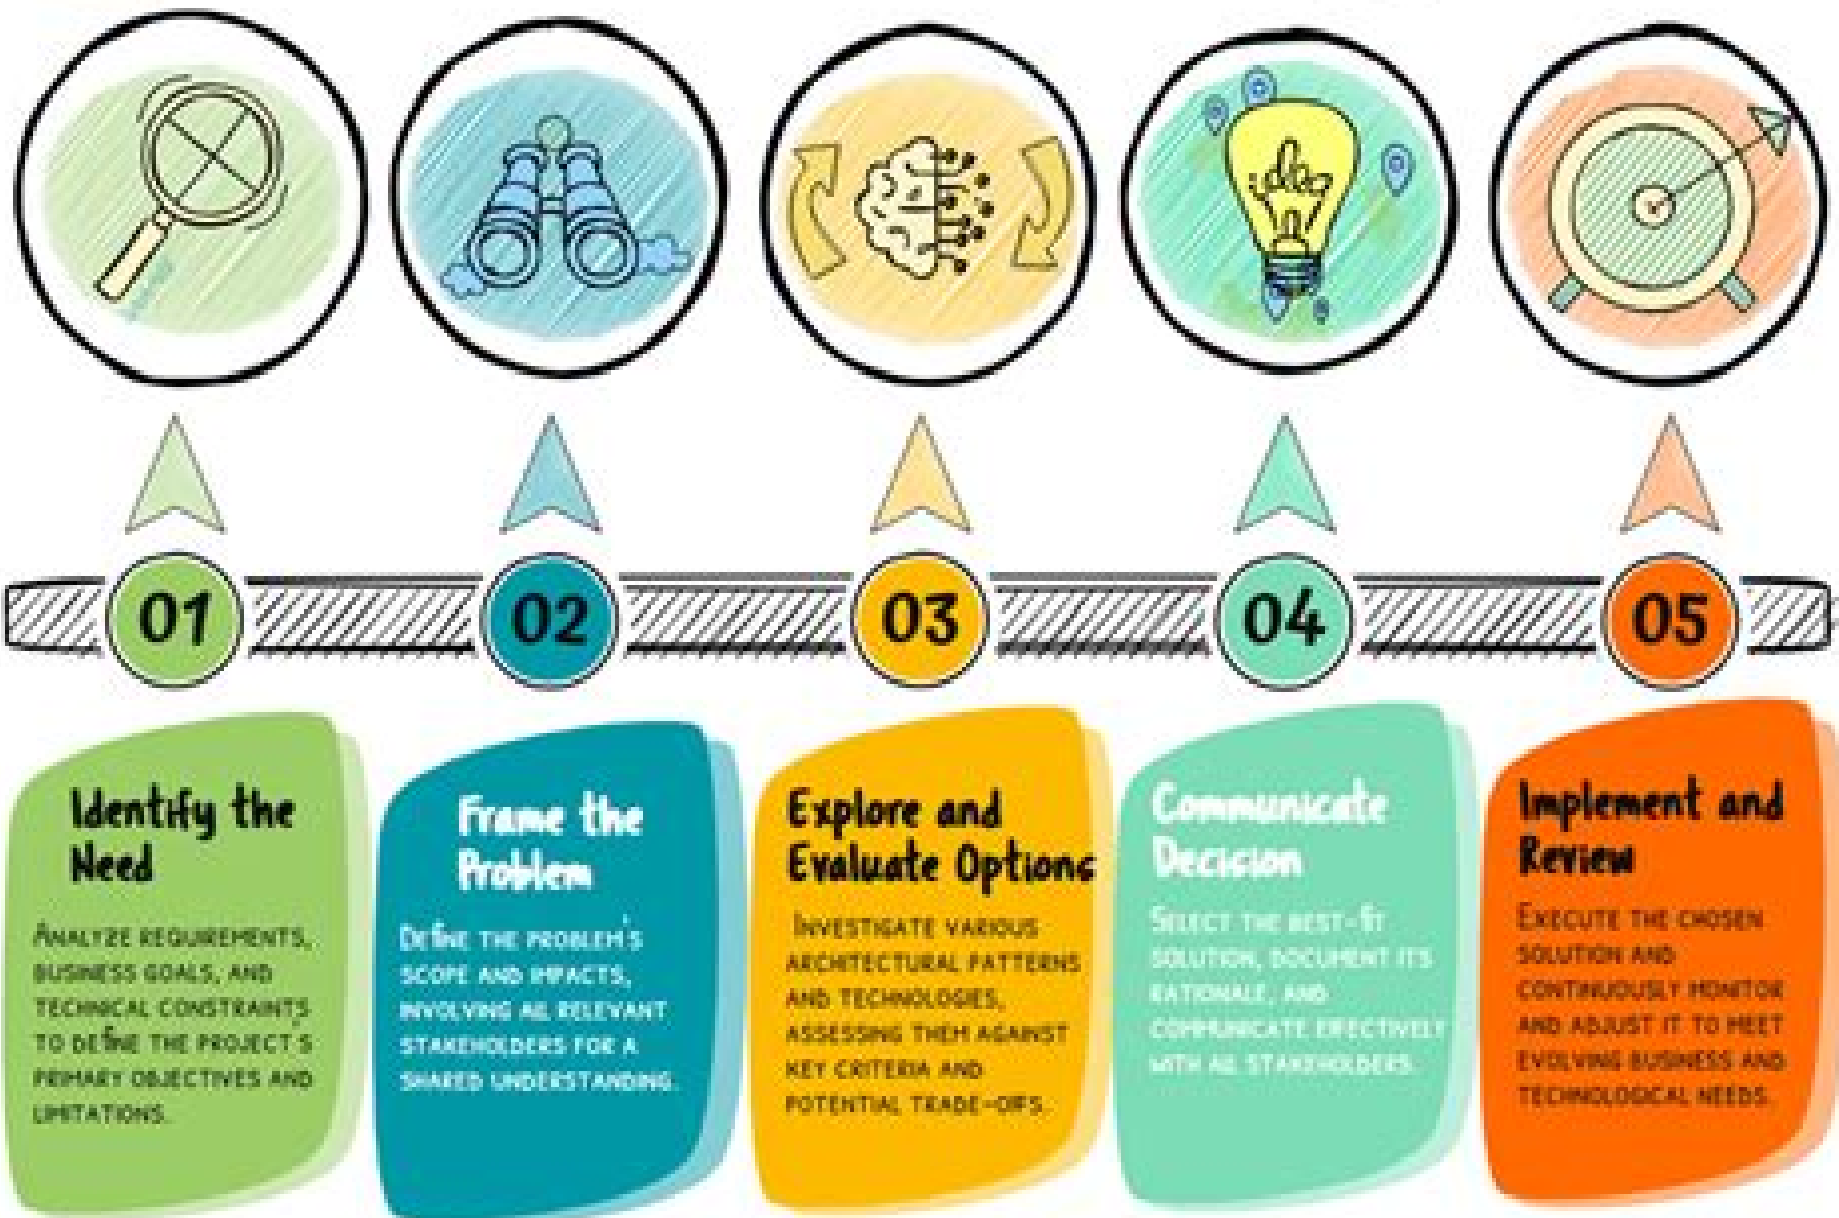 idea
01
02
03
04
05
Identify the
Need
Analyze requirements,
business goals, and
technical constraints
to define the project's
primary objectives and
limitations.
Frame the
Problem
Define the problem's
scope and impacts,
involving all relevant
stakeholders for a
shared understanding.
Explore and
Evaluate Options
Investigate various
architectural patterns
and technologies,
assessing them against
key criteria and
potential trade-offs.
Communicate
Decision
Select the best-fit
solution, document its
rationale, and
communicate effectively
with all stakeholders.
Implement and
Review
Execute the chosen
solution and
continuously monitor
and adjust it to meet
evolving business and
technological needs.